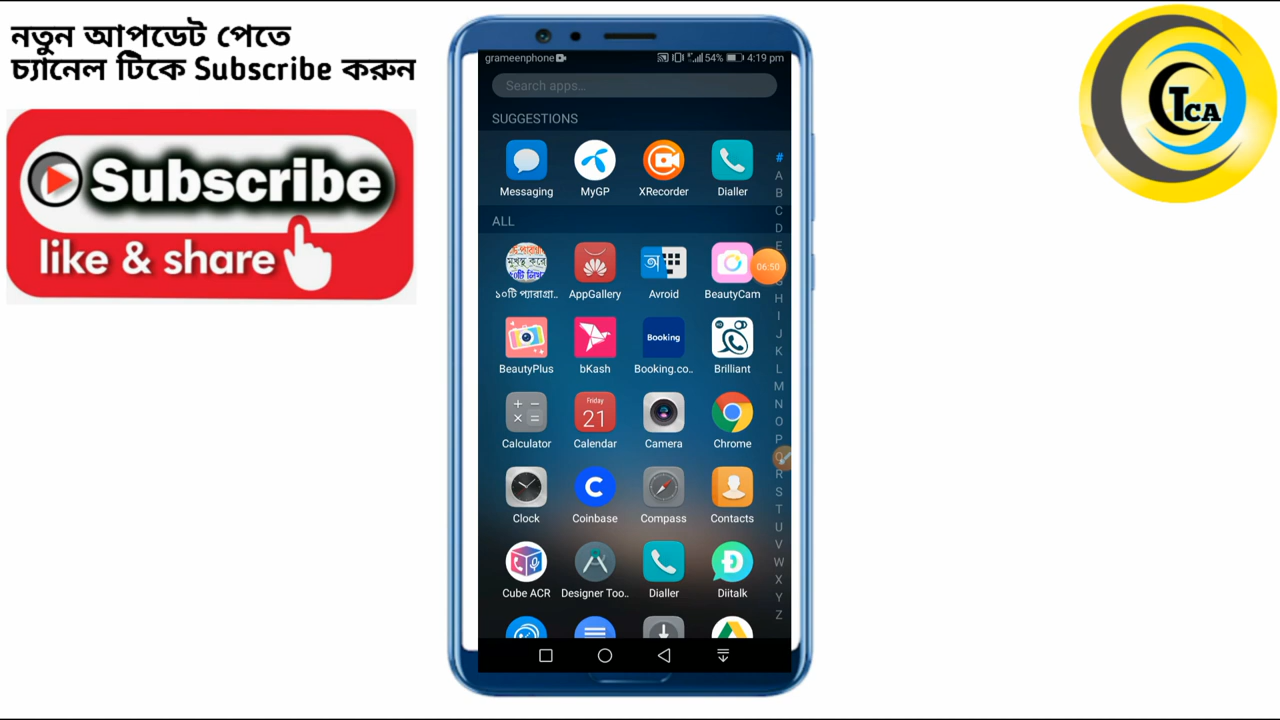 নতুন আপডেট পেতে
চ্যানেল টিকে Subscribe করুন
Subscribe
like & share
TCA
grameenphone 54% 4:19 pm
Search apps...
SUGGESTIONS
Messaging MyGP XRecorder Dialler
ALL
১০টি প্যারাগ্রা.. AppGallery Avroid BeautyCam
06:50
BeautyPlus bKash Booking.co.. Brilliant
Booking
Friday
21
Calculator Calendar Camera Chrome
Clock Coinbase Compass Contacts
Cube ACR Designer Too.. Dialler Diitalk
#
A
B
C
D
E
H
I
J
K
L
M
N
O
P
Q
R
S
T
U
V
W
X
Y
Z